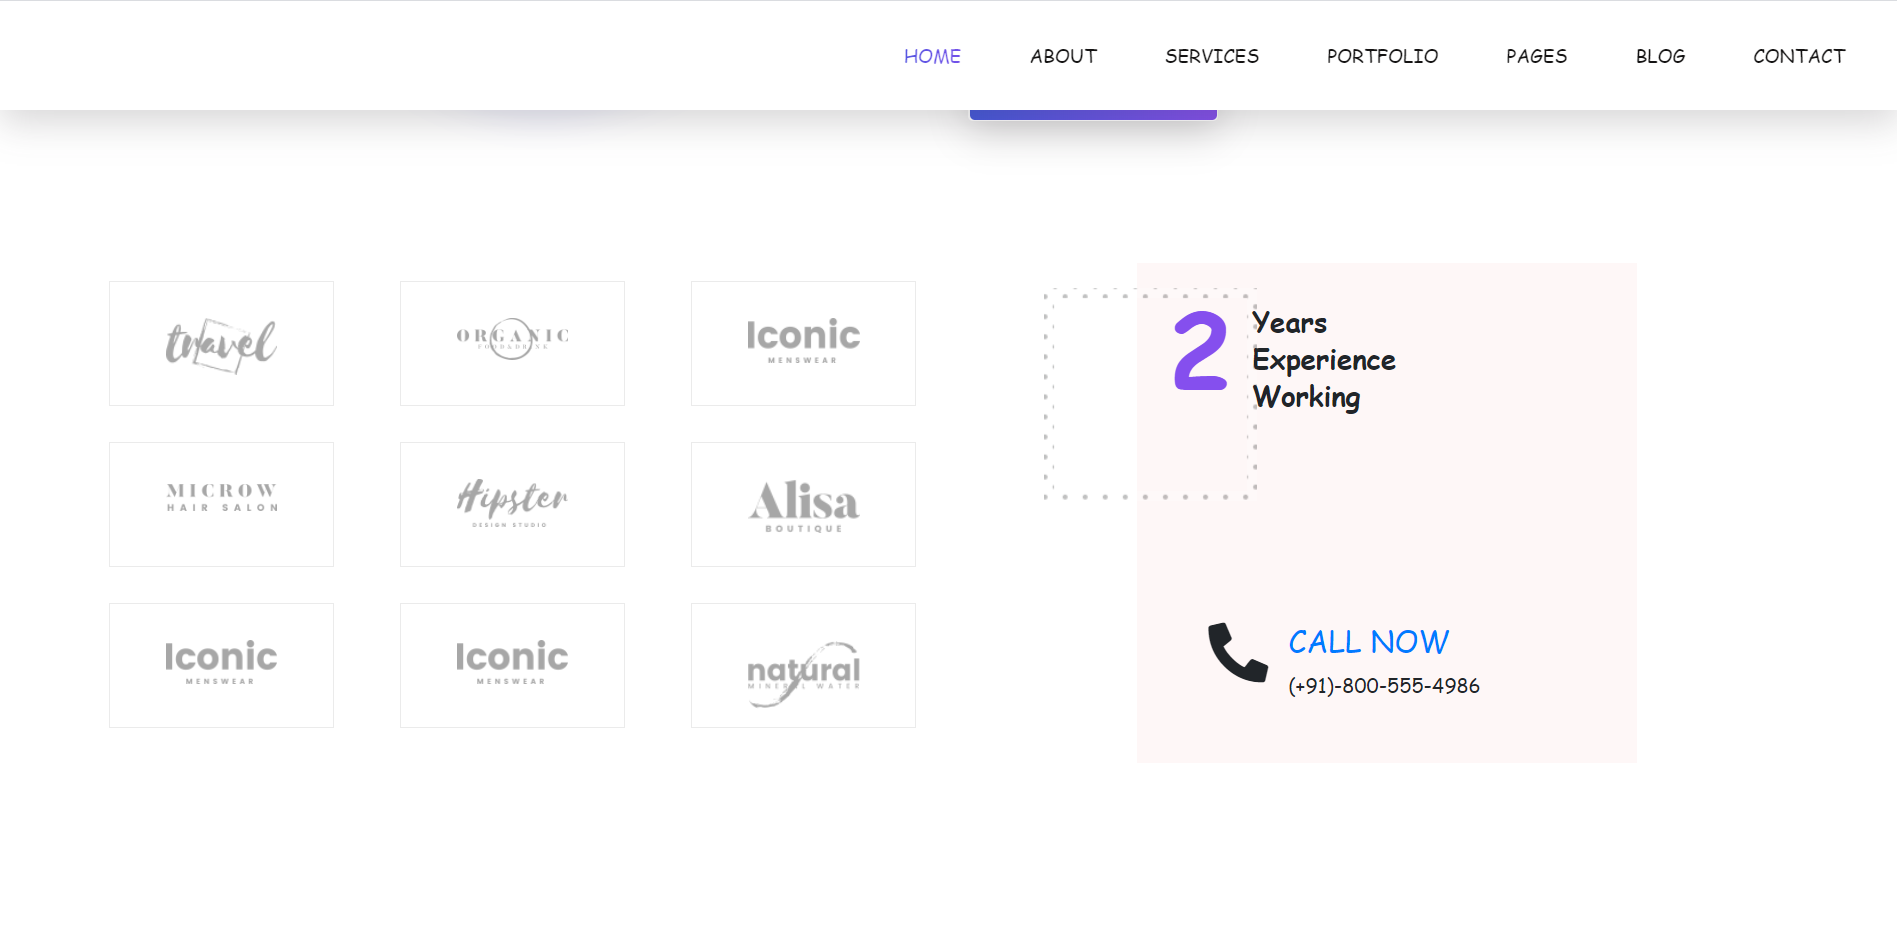 HOME ABOUT SERVICES PORTFOLIO PAGES BLOG CONTACT
travel
ORGANIC
FOOD&DRINK
Iconic
MENSWEAR
MICROW
HAIR SALON
Hipster
DESIGN STUDIO
Alisa
BOUTIQUE
Iconic
MENSWEAR
Iconic
MENSWEAR
natural
MINERAL WATER
2
Years
Experience
Working
CALL NOW
(+91)-800-555-4986